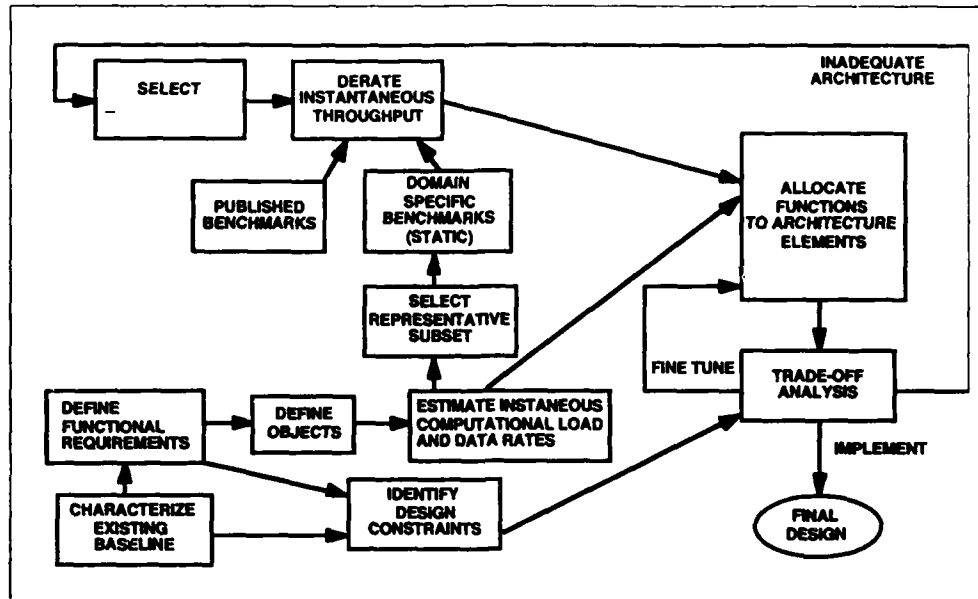 INADEQUATE
ARCHITECTURE
SELECT
DERATE
INSTANTANEOUS
THROUGHPUT
PUBLISHED
BENCHMARKS
DOMAIN
SPECIFIC
BENCHMARKS
(STATIC)
ALLOCATE
FUNCTIONS
TO ARCHITECTURE
ELEMENTS
SELECT
REPRESENTATIVE
SUBSET
FINE TUNE
TRADE-OFF
ANALYSIS
DEFINE
FUNCTIONAL
REQUIREMENTS
DEFINE
OBJECTS
ESTIMATE INSTANEOUS
COMPUTATIONAL LOAD
AND DATA RATES
IMPLEMENT
CHARACTERIZE
EXISTING
BASELINE
IDENTIFY
DESIGN
CONSTRAINTS
FINAL
DESIGN